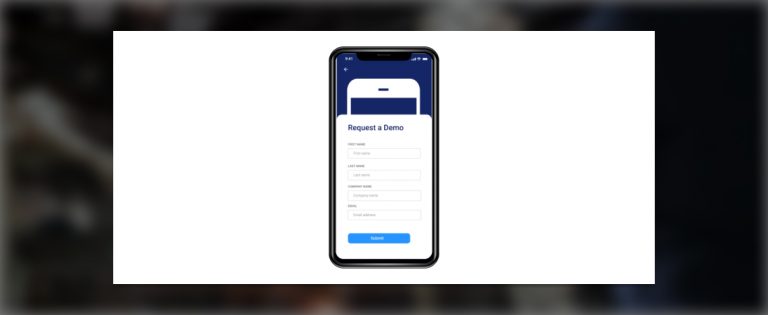 9:41
Request a Demo
FIRST NAME
First name
LAST NAME
Last name
COMPANY NAME
Company name
EMAIL
Email address
Submit